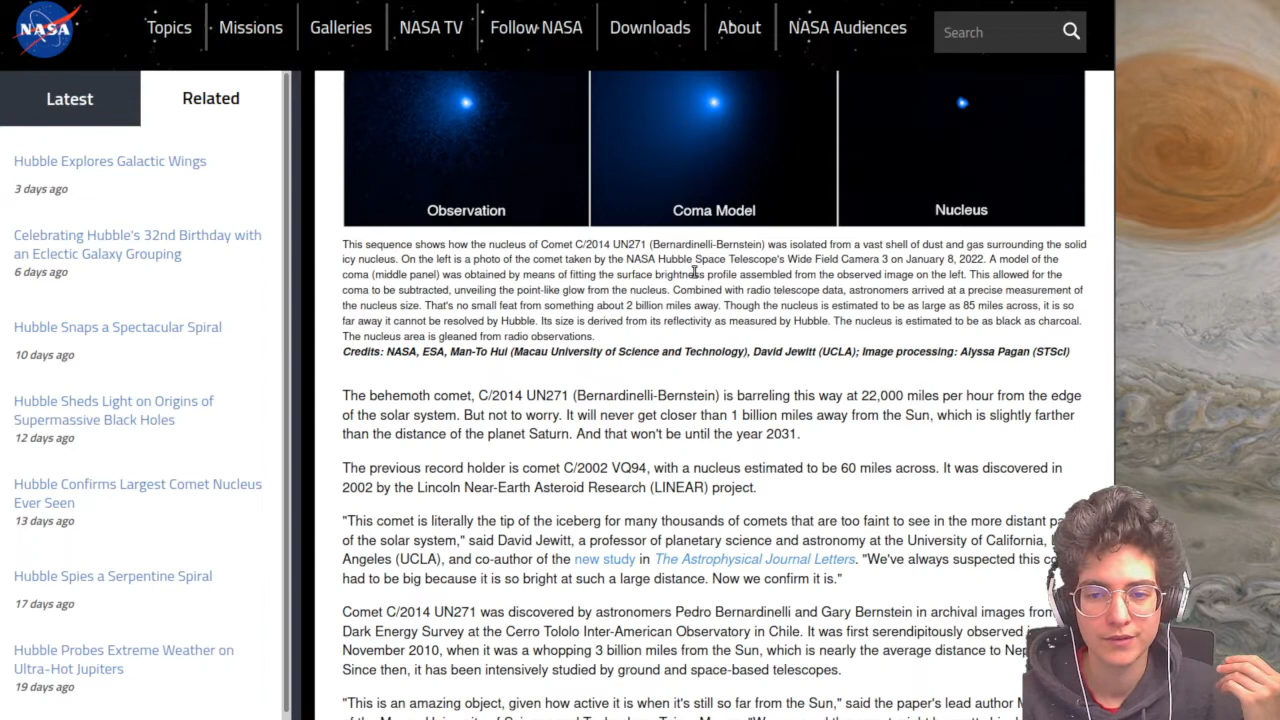 NASA
Topics
Missions
Galleries
NASA TV
Follow NASA
Downloads
About
NASA Audiences
Search
Latest
Related
Hubble Explores Galactic Wings
3 days ago
Celebrating Hubble's 32nd Birthday with
an Eclectic Galaxy Grouping
6 days ago
Hubble Snaps a Spectacular Spiral
10 days ago
Hubble Sheds Light on Origins of
Supermassive Black Holes
12 days ago
Hubble Confirms Largest Comet Nucleus
Ever Seen
13 days ago
Hubble Spies a Serpentine Spiral
17 days ago
Hubble Probes Extreme Weather on
Ultra-Hot Jupiters
19 days ago
Observation
Coma Model
Nucleus
This sequence shows how the nucleus of Comet C/2014 UN271 (Bernardinelli-Bernstein) was isolated from a vast shell of dust and gas surrounding the solid
icy nucleus. On the left is a photo of the comet taken by the NASA Hubble Space Telescope's Wide Field Camera 3 on January 8, 2022. A model of the
coma (middle panel) was obtained by means of fitting the surface brightness profile assembled from the observed image on the left. This allowed for the
coma to be subtracted, unveiling the point-like glow from the nucleus. Combined with radio telescope data, astronomers arrived at a precise measurement of
the nucleus size. That's no small feat from something about 2 billion miles away. Though the nucleus is estimated to be as large as 85 miles across, it is so
far away it cannot be resolved by Hubble. Its size is derived from its reflectivity as measured by Hubble. The nucleus is estimated to be as black as charcoal.
The nucleus area is gleaned from radio observations.
Credits: NASA, ESA, Man-To Hui (Macau University of Science and Technology), David Jewitt (UCLA); Image processing: Alyssa Pagan (STScI)
The behemoth comet, C/2014 UN271 (Bernardinelli-Bernstein) is barreling this way at 22,000 miles per hour from the edge
of the solar system. But not to worry. It will never get closer than 1 billion miles away from the Sun, which is slightly farther
than the distance of the planet Saturn. And that won't be until the year 2031.
The previous record holder is comet C/2002 VQ94, with a nucleus estimated to be 60 miles across. It was discovered in
2002 by the Lincoln Near-Earth Asteroid Research (LINEAR) project.
"This comet is literally the tip of the iceberg for many thousands of comets that are too faint to see in the more distant
of the solar system," said David Jewitt, a professor of planetary science and astronomy at the University of California,
Angeles (UCLA), and co-author of the new study in The Astrophysical Journal Letters. "We've always suspected this
had to be big because it is so bright at such a large distance. Now we confirm it is."
Comet C/2014 UN271 was discovered by astronomers Pedro Bernardinelli and Gary Bernstein in archival images from
Dark Energy Survey at the Cerro Tololo Inter-American Observatory in Chile. It was first serendipitously observed
November 2010, when it was a whopping 3 billion miles from the Sun, which is nearly the average distance to
Since then, it has been intensively studied by ground and space-based telescopes.
"This is an amazing object, given how active it is when it's still so far from the Sun," said the paper's lead author